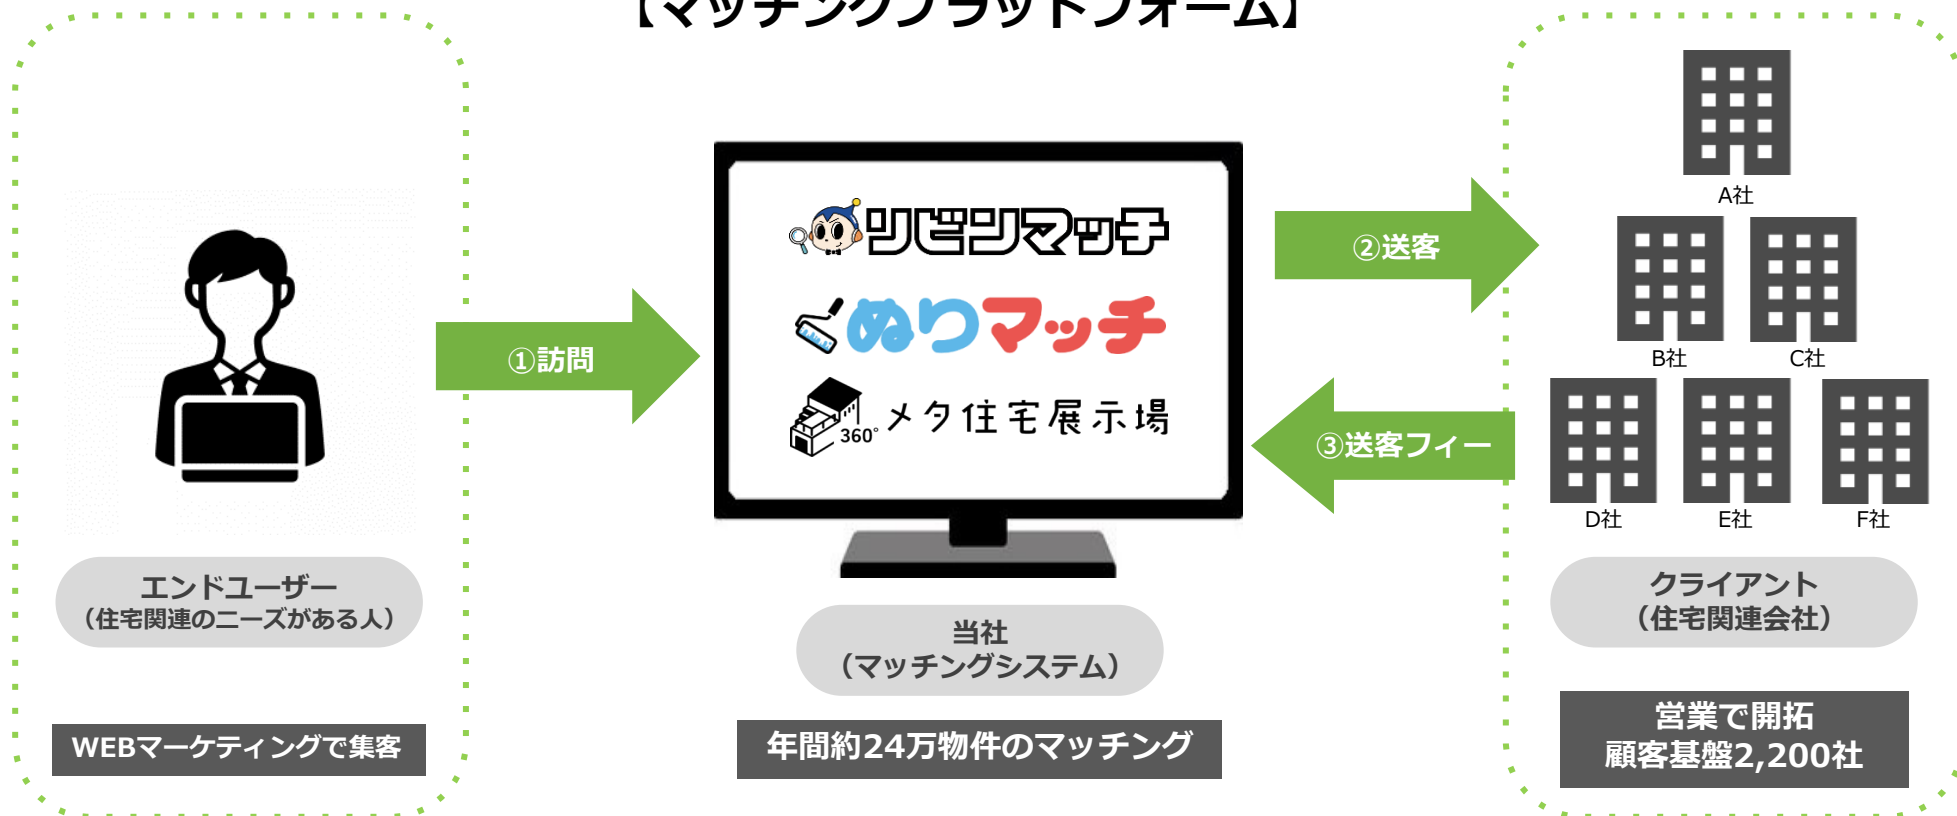 【マッチングプラットフォーム】
リビンマッチ
ぬりマッチ
360°
メタ住宅展示場
①訪問
②送客
③送客フィー
A社
B社
C社
D社
E社
F社
エンドユーザー
（住宅関連のニーズがある人）
WEBマーケティングで集客
当社
（マッチングシステム）
年間約24万物件のマッチング
クライアント
（住宅関連会社）
営業で開拓
顧客基盤2,200社